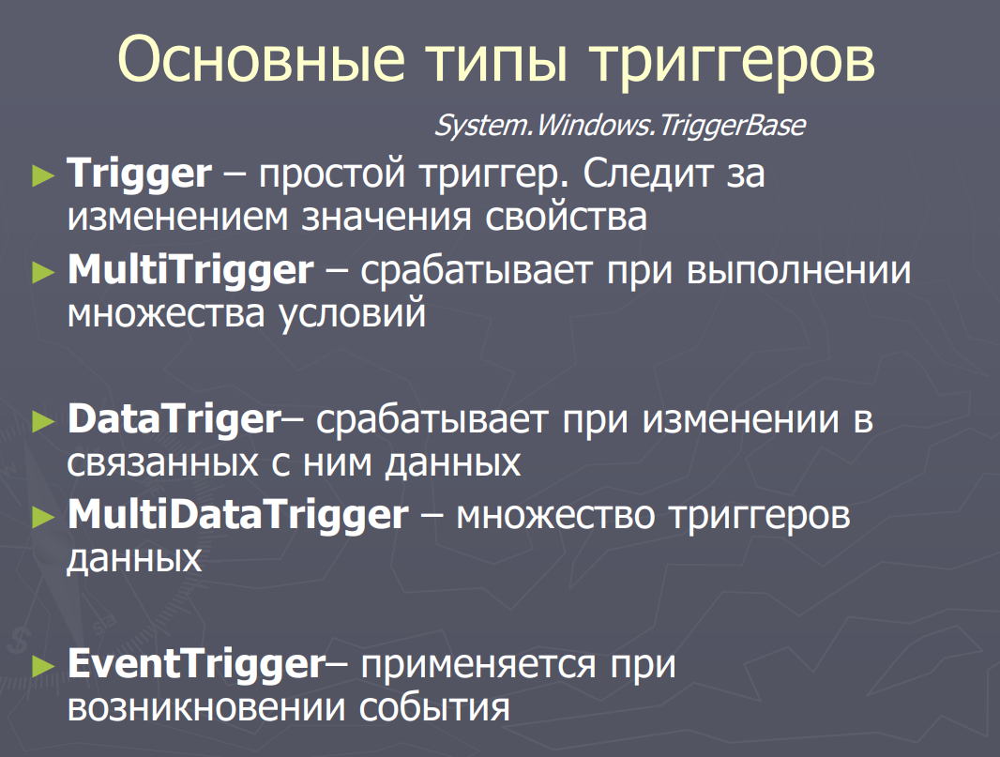 Основные типы триггеров
System.Windows.TriggerBase
► Trigger – простой триггер. Следит за
изменением значения свойства
► MultiTrigger – срабатывает при выполнении
множества условий
► DataTriger– срабатывает при изменении в
связанных с ним данных
► MultiDataTrigger – множество триггеров
данных
► EventTrigger– применяется при
возникновении события